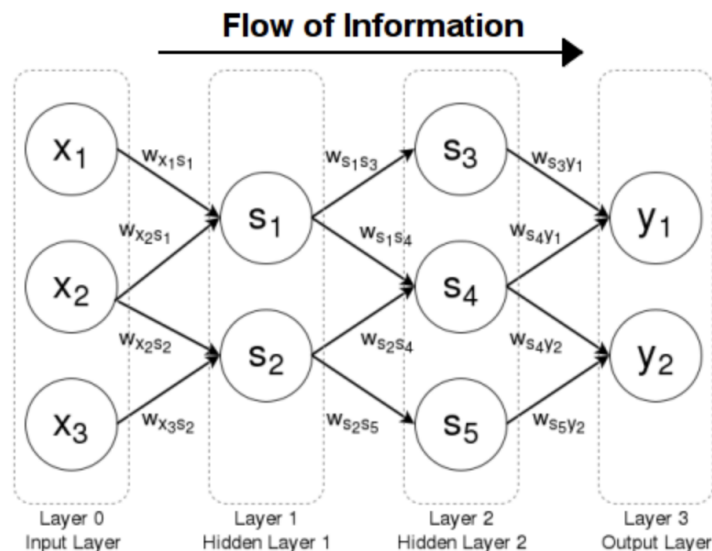 Flow of Information
x1
x2
x3
wx1s1
wx2s1
wx2s2
wx3s2
s1
s2
ws1s3
ws1s4
ws2s4
ws2s5
s3
s4
s5
ws3y1
ws4y1
ws4y2
ws5y2
y1
y2
Layer 0
Input Layer
Layer 1
Hidden Layer 1
Layer 2
Hidden Layer 2
Layer 3
Output Layer